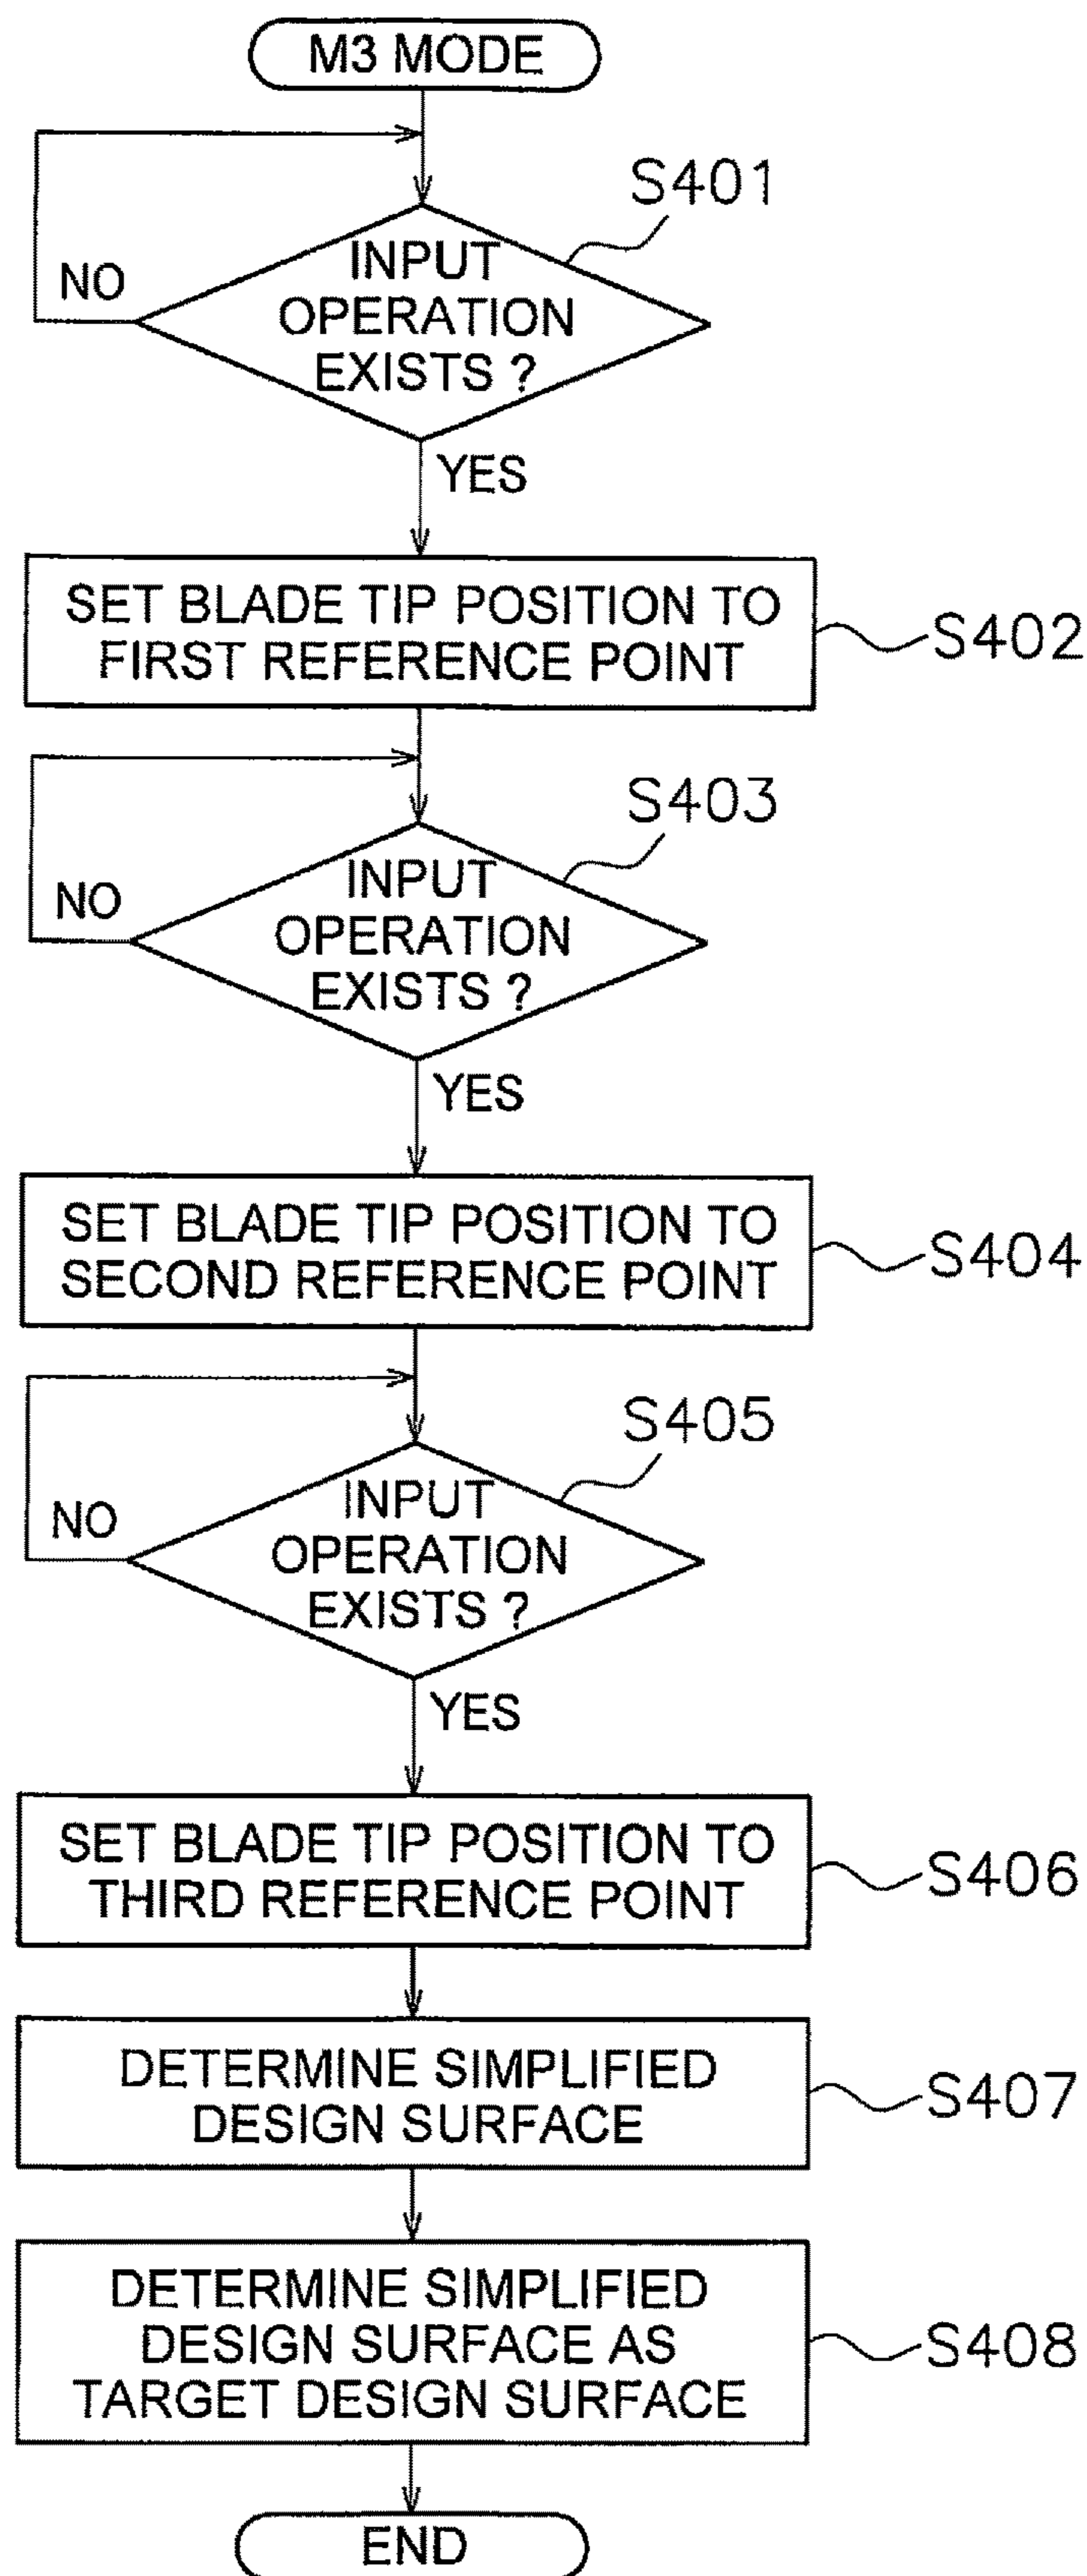 M3 MODE
S401
INPUT
OPERATION
EXISTS ?
NO
YES
SET BLADE TIP POSITION TO
FIRST REFERENCE POINT
S402
S403
INPUT
OPERATION
EXISTS ?
NO
YES
SET BLADE TIP POSITION TO
SECOND REFERENCE POINT
S404
S405
INPUT
OPERATION
EXISTS ?
NO
YES
SET BLADE TIP POSITION TO
THIRD REFERENCE POINT
S406
DETERMINE SIMPLIFIED
DESIGN SURFACE
S407
DETERMINE SIMPLIFIED
DESIGN SURFACE AS
TARGET DESIGN SURFACE
S408
END